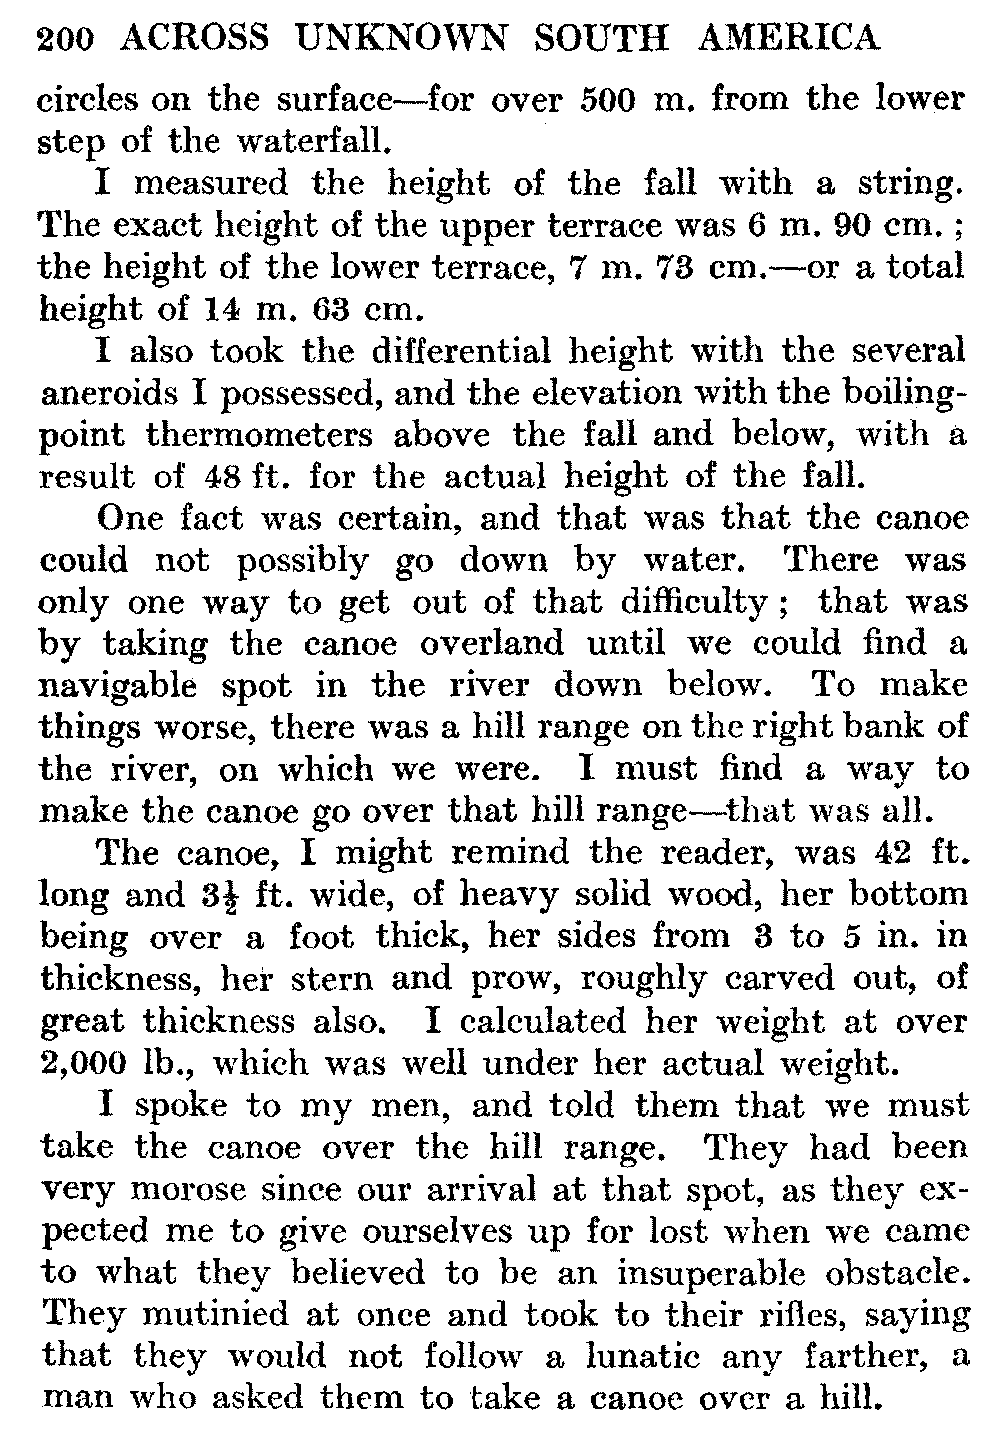 200 ACROSS UNKNOWN SOUTH AMERICA
circles on the surface—for over 500 m. from the lower
step of the waterfall.
I measured the height of the fall with a string.
The exact height of the upper terrace was 6 m. 90 cm. ;
the height of the lower terrace, 7 m. 73 cm.—or a total
height of 14 m. 63 cm.
I also took the differential height with the several
aneroids I possessed, and the elevation with the boiling-
point thermometers above the fall and below, with a
result of 48 ft. for the actual height of the fall.
One fact was certain, and that was that the canoe
could not possibly go down by water. There was
only one way to get out of that difficulty ; that was
by taking the canoe overland until we could find a
navigable spot in the river down below. To make
things worse, there was a hill range on the right bank of
the river, on which we were. I must find a way to
make the canoe go over that hill range—that was all.
The canoe, I might remind the reader, was 42 ft.
long and 3½ ft. wide, of heavy solid wood, her bottom
being over a foot thick, her sides from 3 to 5 in. in
thickness, her stern and prow, roughly carved out, of
great thickness also. I calculated her weight at over
2,000 lb., which was well under her actual weight.
I spoke to my men, and told them that we must
take the canoe over the hill range. They had been
very morose since our arrival at that spot, as they ex-
pected me to give ourselves up for lost when we came
to what they believed to be an insuperable obstacle.
They mutinied at once and took to their rifles, saying
that they would not follow a lunatic any farther, a
man who asked them to take a canoe over a hill.